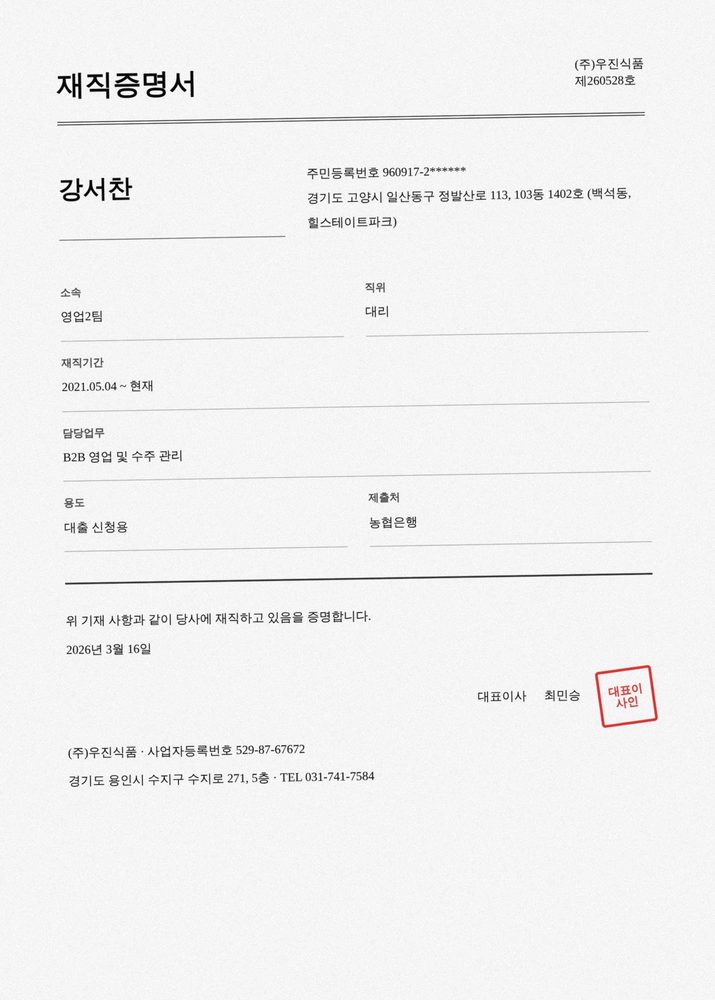 재직증명서
(주)우진식품
제260528호
강서찬
주민등록번호 960917-2******
경기도 고양시 일산동구 정발산로 113, 103동 1402호 (백석동,
힐스테이트파크)
소속
영업2팀
직위
대리
재직기간
2021.05.04 ~ 현재
담당업무
B2B 영업 및 수주 관리
용도
대출 신청용
제출처
농협은행
위 기재 사항과 같이 당사에 재직하고 있음을 증명합니다.
2026년 3월 16일
대표이사 최민승
대표이
사인
(주)우진식품 · 사업자등록번호 529-87-67672
경기도 용인시 수지구 수지로 271, 5층 · TEL 031-741-7584